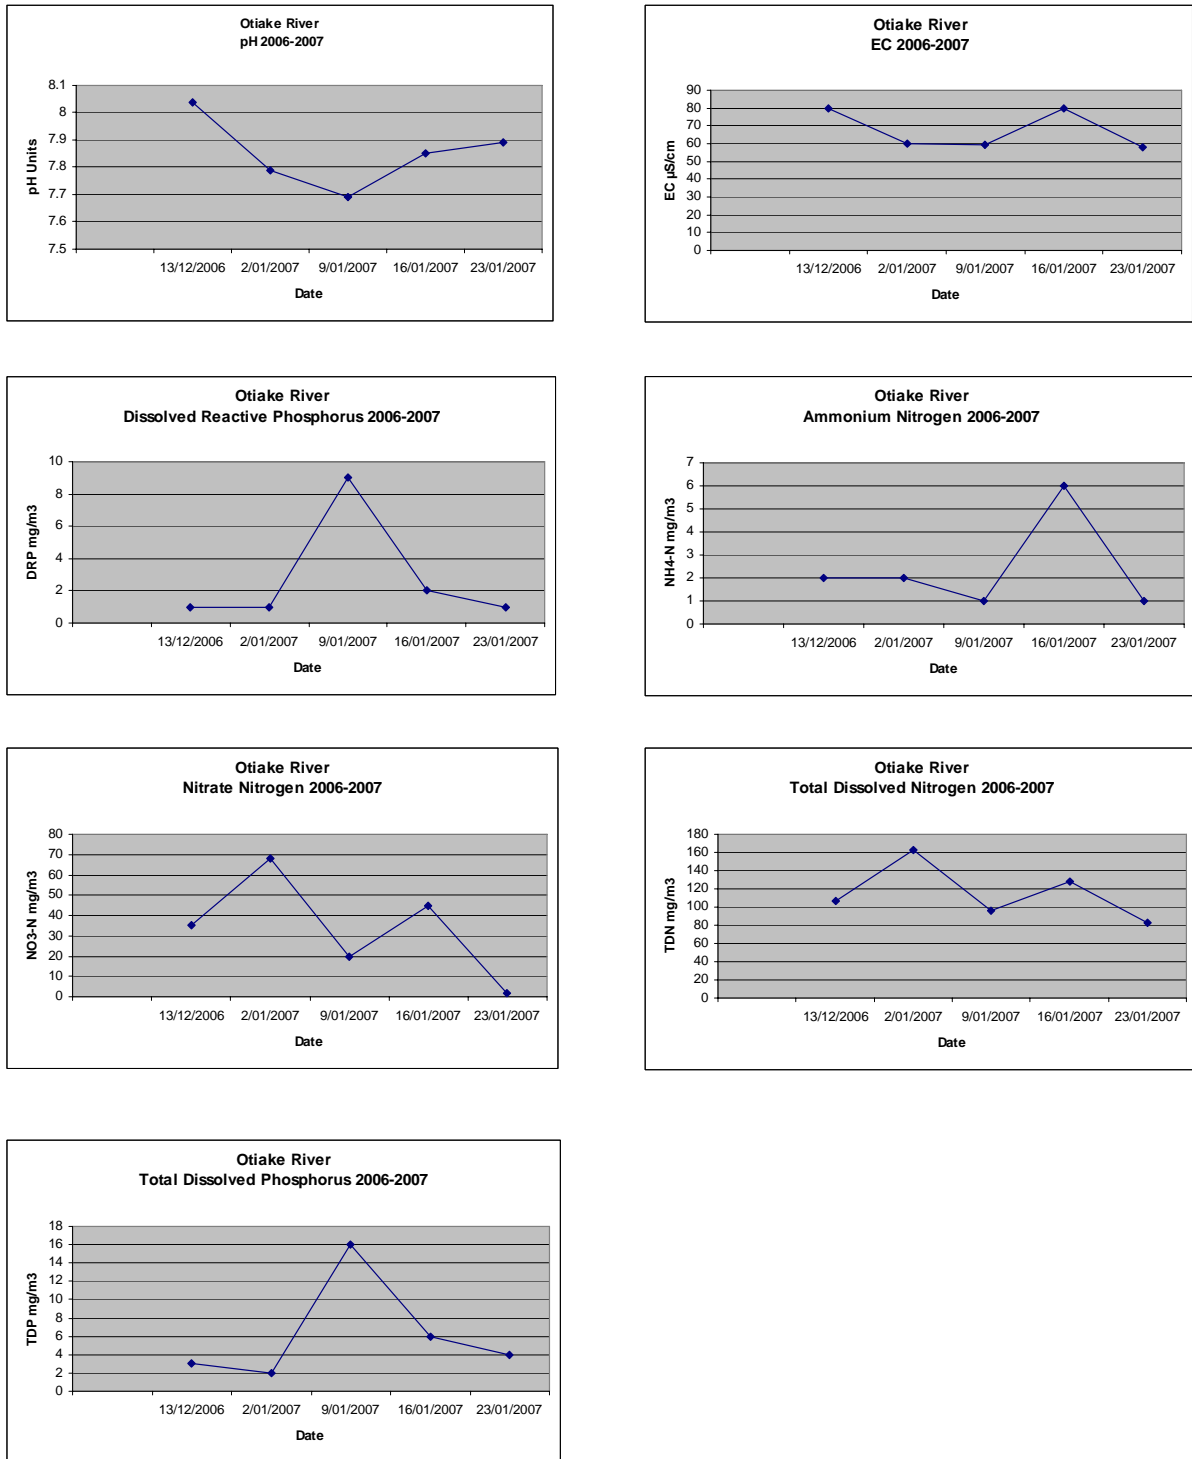 Otiake River
pH 2006-2007
8.1
8
7.9
7.8
7.7
7.6
7.5
pH Units
13/12/2006 2/01/2007 9/01/2007 16/01/2007 23/01/2007
Date
Otiake River
EC 2006-2007
90
80
70
60
50
40
30
20
10
0
EC µS/cm
13/12/2006 2/01/2007 9/01/2007 16/01/2007 23/01/2007
Date
Otiake River
Dissolved Reactive Phosphorus 2006-2007
10
8
6
4
2
0
DRP mg/m3
13/12/2006 2/01/2007 9/01/2007 16/01/2007 23/01/2007
Date
Otiake River
Ammonium Nitrogen 2006-2007
7
6
5
4
3
2
1
0
NH4-N mg/m3
13/12/2006 2/01/2007 9/01/2007 16/01/2007 23/01/2007
Date
Otiake River
Nitrate Nitrogen 2006-2007
80
70
60
50
40
30
20
10
0
NO3-N mg/m3
13/12/2006 2/01/2007 9/01/2007 16/01/2007 23/01/2007
Date
Otiake River
Total Dissolved Nitrogen 2006-2007
180
160
140
120
100
80
60
40
20
0
TDN mg/m3
13/12/2006 2/01/2007 9/01/2007 16/01/2007 23/01/2007
Date
Otiake River
Total Dissolved Phosphorus 2006-2007
18
16
14
12
10
8
6
4
2
0
TDP mg/m3
13/12/2006 2/01/2007 9/01/2007 16/01/2007 23/01/2007
Date